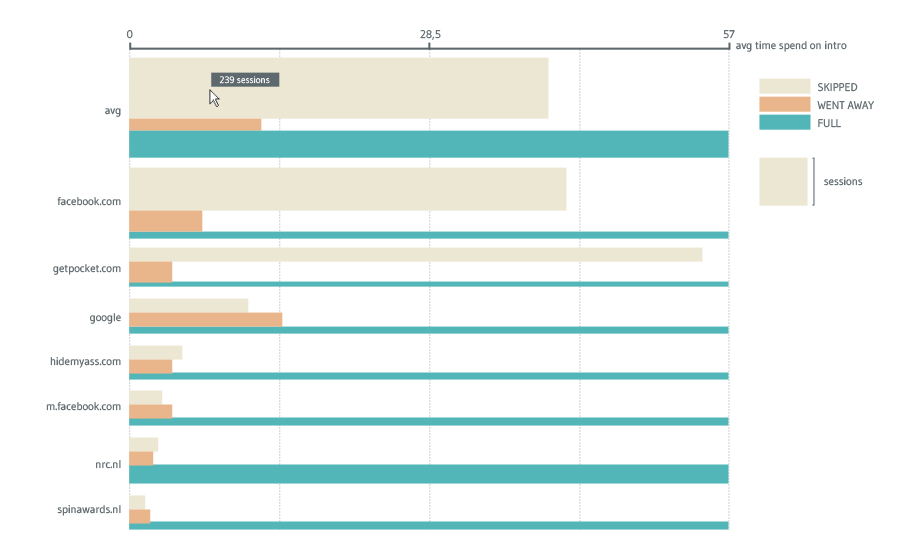 0 28,5 57
avg time spend on intro
239 sessions
SKIPPED
WENT AWAY
FULL
sessions
avg
facebook.com
getpocket.com
google
hidemyass.com
m.facebook.com
nrc.nl
spinawards.nl